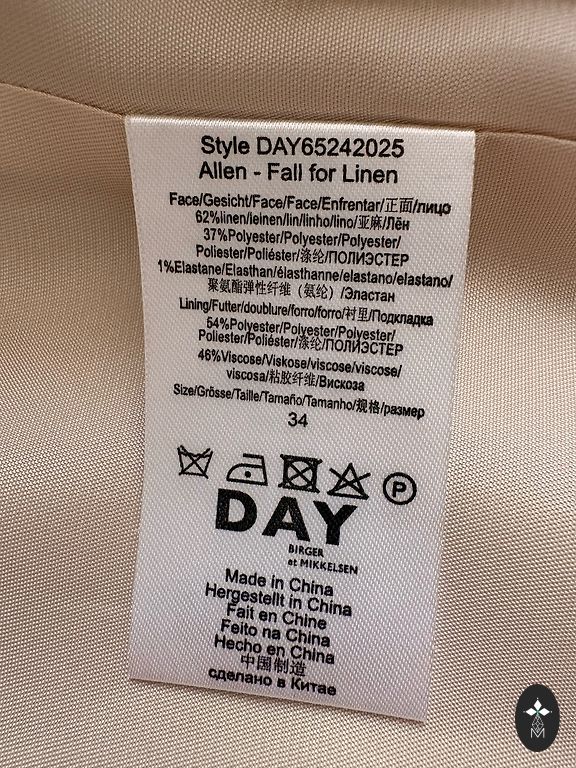 Style DAY65242025
Allen - Fall for Linen
Face/Gesicht/Face/Face/Enfrentar/正面/лицо
62%linen/leinen/lin/linho/lino/亚麻/Лён
37%Polyester/Polyester/Polyester/
Poliester/Poliéster/涤纶/ПОЛИЭСТЕР
1%Elastane/Elasthan/élasthanne/elastano/elastano/
聚氨酯弹性纤维（氨纶）/Эластан
Lining/Futter/doublure/forro/forro/衬里/Подкладка
54%Polyester/Polyester/Polyester/
Poliester/Poliéster/涤纶/ПОЛИЭСТЕР
46%Viscose/Viskose/viscose/viscose/
viscosa/粘胶纤维/Вискоза
Size/Grösse/Taille/Tamaño/Tamanho/规格/размер
34
P
DAY
BIRGER
et MIKKELSEN
Made in China
Hergestellt in China
Fait en Chine
Feito na China
Hecho en China
中国制造
сделано в Китае
M